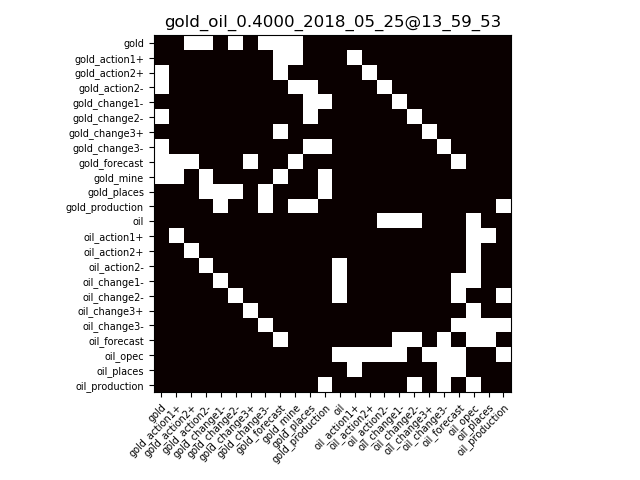 gold_oil_0.4000_2018_05_25@13_59_53
gold
gold_action1+
gold_action2+
gold_action2-
gold_change1-
gold_change2-
gold_change3+
gold_change3-
gold_forecast
gold_mine
gold_places
gold_production
oil
oil_action1+
oil_action2+
oil_action2-
oil_change1-
oil_change2-
oil_change3+
oil_change3-
oil_forecast
oil_opec
oil_places
oil_production
gold
gold_action1+
gold_action2+
gold_action2-
gold_change1-
gold_change2-
gold_change3+
gold_change3-
gold_forecast
gold_mine
gold_places
gold_production
oil
oil_action1+
oil_action2+
oil_action2-
oil_change1-
oil_change2-
oil_change3+
oil_change3-
oil_forecast
oil_opec
oil_places
oil_production